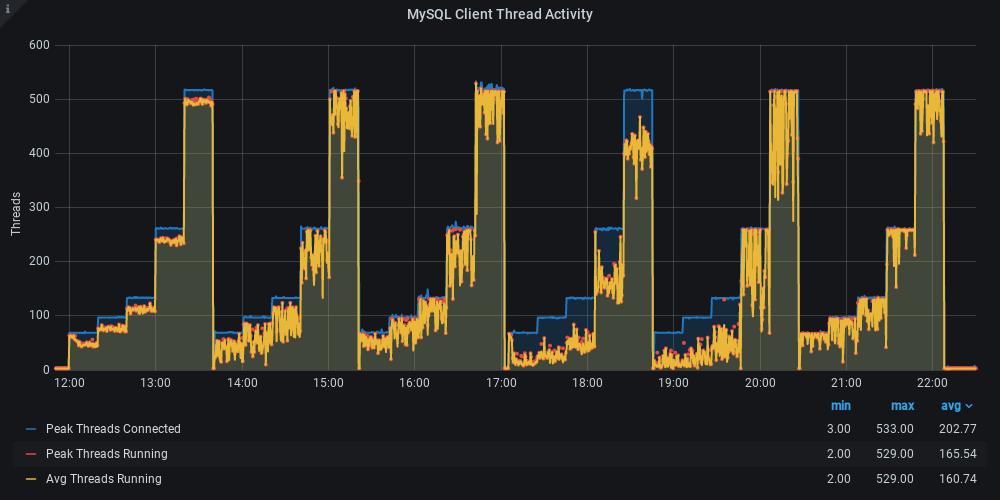 i
MySQL Client Thread Activity
600
500
400
300
200
100
0
Threads
12:00 13:00 14:00 15:00 16:00 17:00 18:00 19:00 20:00 21:00 22:00
min max avg
Peak Threads Connected 3.00 533.00 202.77
Peak Threads Running 2.00 529.00 165.54
Avg Threads Running 2.00 529.00 160.74